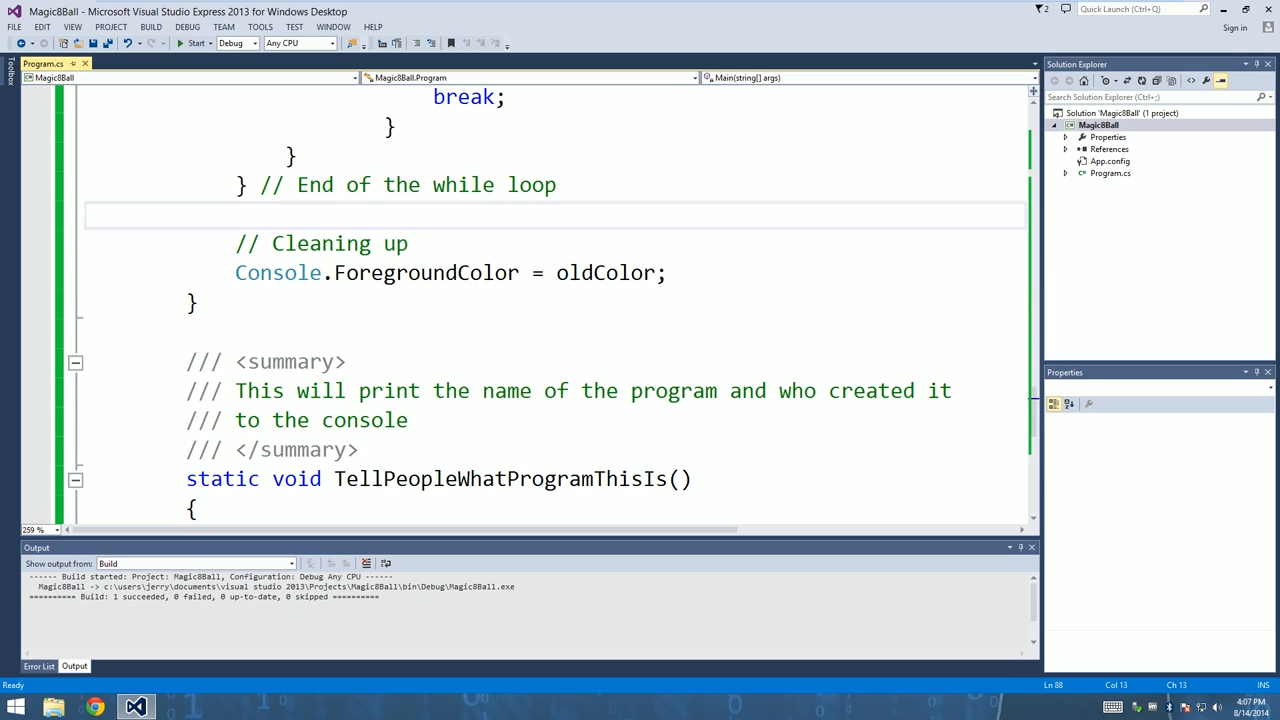 Magic8Ball - Microsoft Visual Studio Express 2013 for Windows Desktop
2
Quick Launch (Ctrl+Q)
FILE EDIT VIEW PROJECT BUILD DEBUG TEAM TOOLS TEST WINDOW HELP
Sign in
Start Debug Any CPU
Toolbox
Program.cs
Magic8Ball
Magic8Ball.Program
Main(string[] args)
break;
}
}
} // End of the while loop
// Cleaning up
Console.ForegroundColor = oldColor;
}
/// <summary>
/// This will print the name of the program and who created it
/// to the console
/// </summary>
static void TellPeopleWhatProgramThisIs()
{
259 %
Solution Explorer
Search Solution Explorer (Ctrl+;)
Solution 'Magic8Ball' (1 project)
Magic8Ball
Properties
References
App.config
Program.cs
Properties
Output
Show output from: Build
------ Build started: Project: Magic8Ball, Configuration: Debug Any CPU ------
Magic8Ball -> c:\users\jerry\documents\visual studio 2013\Projects\Magic8Ball\bin\Debug\Magic8Ball.exe
========== Build: 1 succeeded, 0 failed, 0 up-to-date, 0 skipped ==========
Error List Output
Ready
Ln 88 Col 13 Ch 13 INS
4:07 PM
8/14/2014